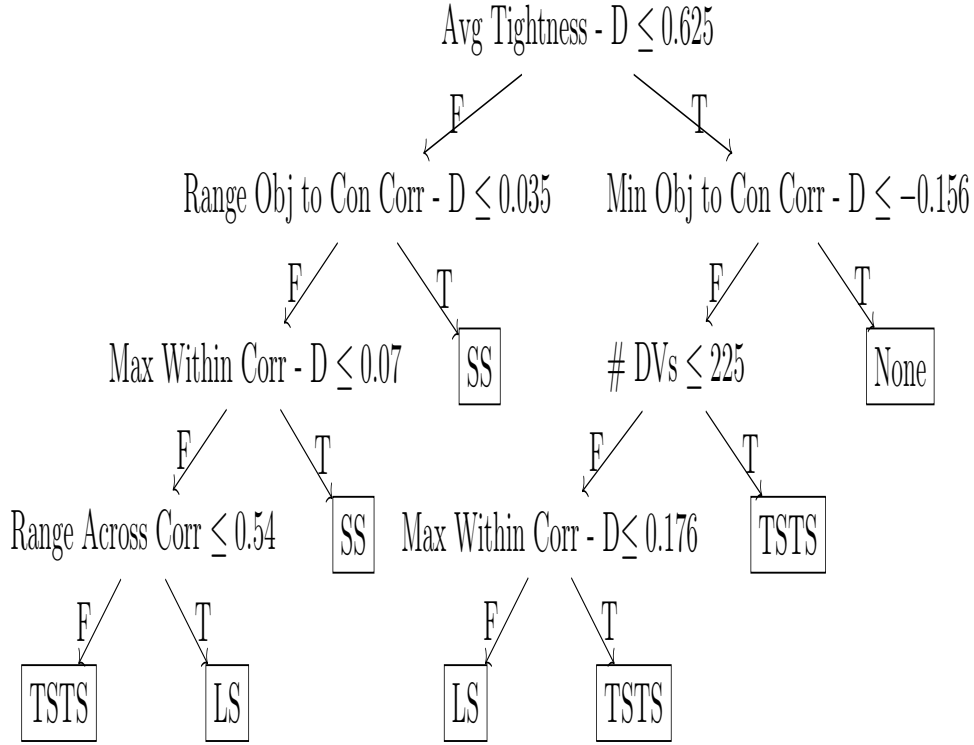 Avg Tightness - D ≤ 0.625
F
T
Range Obj to Con Corr - D ≤ 0.035
Min Obj to Con Corr - D ≤ −0.156
F
T
F
T
Max Within Corr - D ≤ 0.07
SS
# DVs ≤ 225
None
F
T
F
T
Range Across Corr ≤ 0.54
SS
Max Within Corr - D≤ 0.176
TSTS
F
T
F
T
TSTS
LS
LS
TSTS